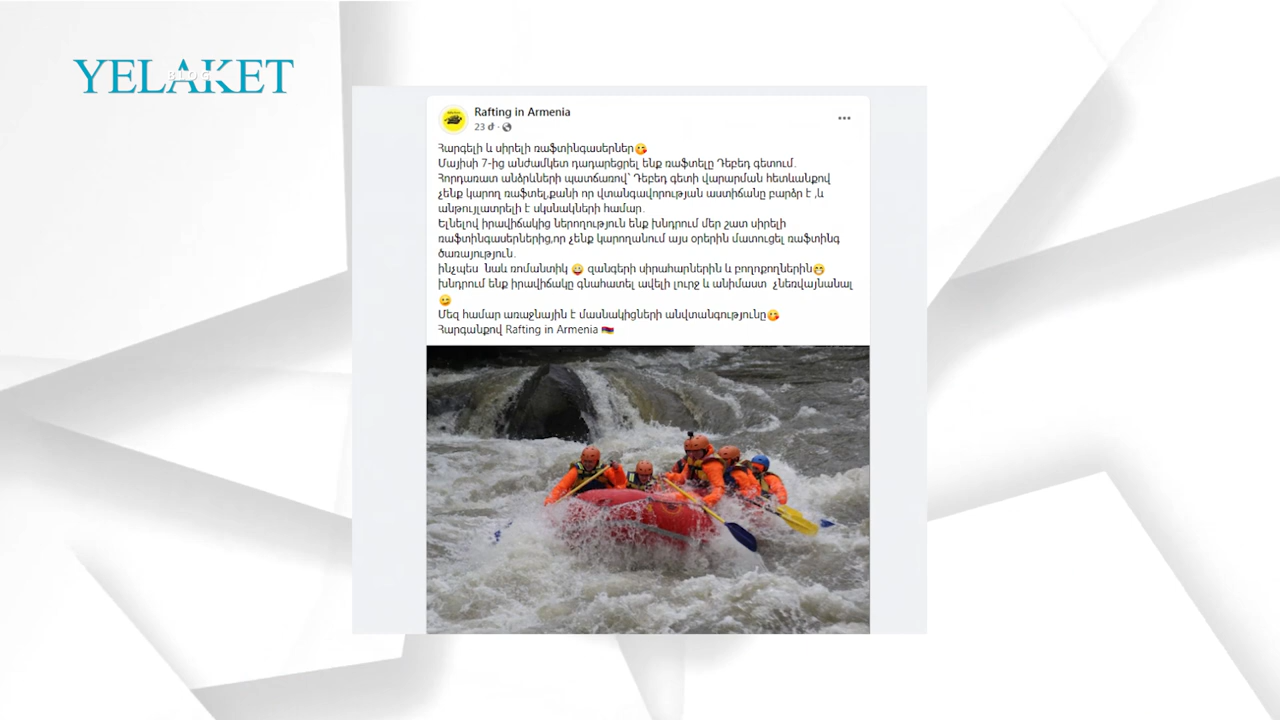 YELAKET
BLOG
Rafting in Armenia
23 ժ ·
Հարգելի և սիրելի ռաֆտինգասերներ😋
Մայիսի 7-ից անժամկետ դադարեցրել ենք ռաֆտելը Դեբեդ գետում.
Հորդառատ անձրևների պատճառով՝ Դեբեդ գետի վարարման հետևանքով
չենք կարող ռաֆտել,քանի որ վտանգավորության աստիճանը բարձր է ,և
անթույլատրելի է սկսնակների համար.
Ելնելով իրավիճակից ներողություն ենք խնդրում մեր շատ սիրելի
ռաֆտինգասերներից,որ չենք կարողանում այս օրերին մատուցել ռաֆտինգ
ծառայություն.
ինչպես նաև ռոմանտիկ 😛 զանգերի սիրահարներին և բողոքողներին😁
խնդրում ենք իրավիճակը գնահատել ավելի լուրջ և անիմաստ չնեռվայնանալ
😉
Մեզ համար առաջնային է մասնակիցների անվտանգությունը😋
Հարգանքով Rafting in Armenia 🇦🇲